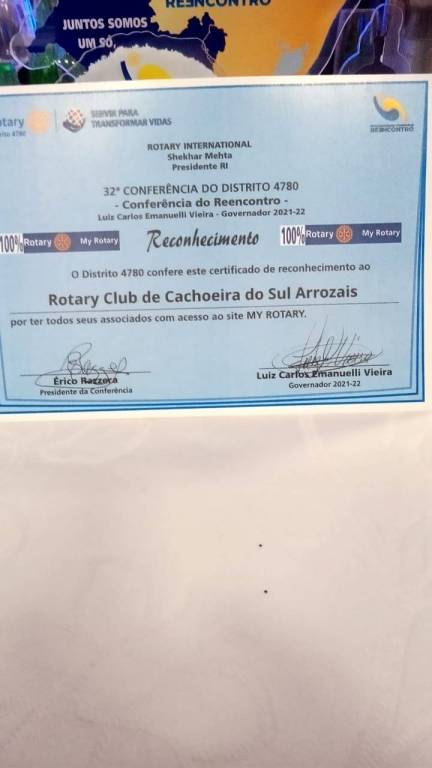 REENCONTRO
JUNTOS SOMOS
UM SÓ,
Rotary
4780
SERVIR PARA
TRANSFORMAR VIDAS
REENCONTRO
ROTARY INTERNATIONAL
Shekhar Mehta
Presidente RI
32ª CONFERÊNCIA DO DISTRITO 4780
- Conferência do Reencontro -
Luiz Carlos Emanuelli Vieira - Governador 2021-22
100% Rotary My Rotary Reconhecimento 100% Rotary My Rotary
O Distrito 4780 confere este certificado de reconhecimento ao
Rotary Club de Cachoeira do Sul Arrozais
por ter todos seus associados com acesso ao site MY ROTARY.
Érico Razzera
Presidente da Conferência
Luiz Carlos Emanuelli Vieira
Governador 2021-22